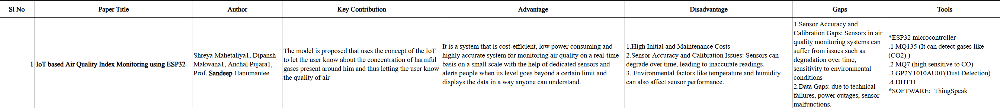 Sl No
Paper Title
Author
Key Contribution
Advantage
Disadvantage
Gaps
Tools
1
IoT based Air Quality Index Monitoring using ESP32
Shreya Mahetaliya1, Dipansh
Makwana1, Anchal Pujara1,
Prof. Sandeep Hanumantee
The model is proposed that uses the concept of the IoT
to let the user know about the concentration of harmful
gases present around him and thus letting the user know
the quality of air
It is a system that is cost-efficient, low power consuming and
highly accurate system for monitoring air quality on a real-time
basis on a small scale with the help of dedicated sensors and
alerts people when its level goes beyond a certain limit and
displays the data in a way anyone can understand.
1.High Initial and Maintenance Costs
2.Sensor Accuracy and Calibration Issues: Sensors can
degrade over time, leading to inaccurate readings.
3. Environmental factors like temperature and humidity
can also affect sensor performance.
1.Sensor Accuracy and
Calibration Gaps: Sensors in air
quality monitoring systems can
suffer from issues such as
degradation over time,
sensitivity to environmental
conditions
2.Data Gaps: due to technical
failures, power outages, sensor
malfunctions.
*ESP32 microcontroller
.1 MQ135 (It can detect gases like
(CO2) )
.2 MQ7 (high sensitive to CO)
.3 GP2Y1010AU0F(Dust Detection)
.4 DHT11
*SOFTWARE:  ThingSpeak